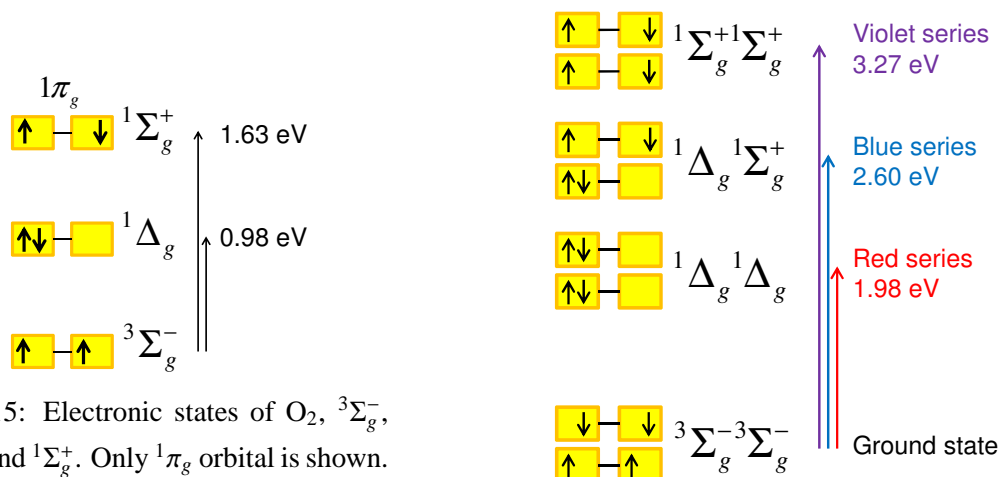 1π_g
¹Σ_g⁺
1.63 eV
¹Δ_g
0.98 eV
³Σ_g⁻
5: Electronic states of O₂, ³Σ_g⁻,
nd ¹Σ_g⁺. Only ¹π_g orbital is shown.
¹Σ_g⁺¹Σ_g⁺
Violet series
3.27 eV
¹Δ_g¹Σ_g⁺
Blue series
2.60 eV
¹Δ_g¹Δ_g
Red series
1.98 eV
³Σ_g⁻³Σ_g⁻
Ground state